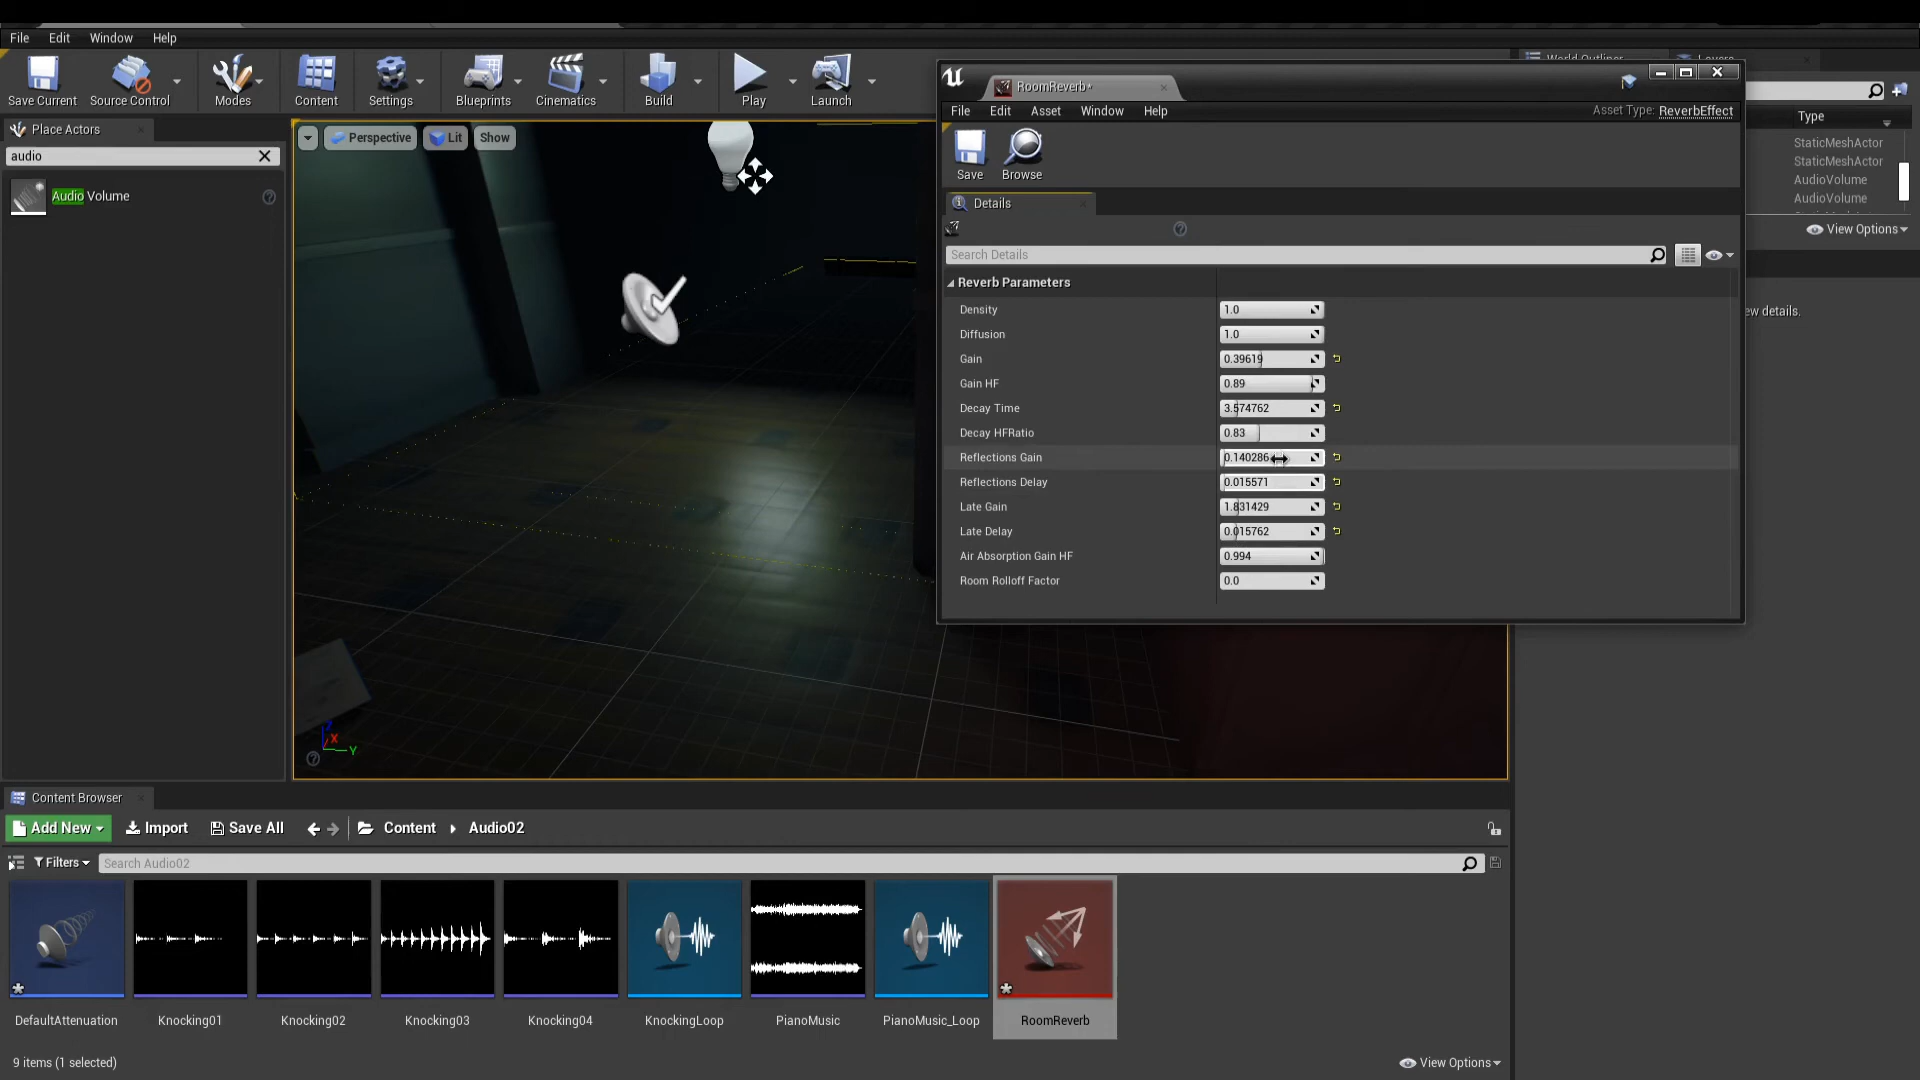 File Edit Window Help
Save Current Source Control Modes Content Settings Blueprints Cinematics Build Play Launch
Place Actors
audio
Audio Volume
Perspective Lit Show
X
Y
RoomReverb*
File Edit Asset Window Help
Asset Type: ReverbEffect
Save Browse
Details
Search Details
Reverb Parameters
Density 1.0
Diffusion 1.0
Gain 0.39619
Gain HF 0.89
Decay Time 3.574762
Decay HFRatio 0.83
Reflections Gain 0.140286
Reflections Delay 0.015571
Late Gain 1.831429
Late Delay 0.015762
Air Absorption Gain HF 0.994
Room Rolloff Factor 0.0
World Outliner Layers
Type
StaticMeshActor
StaticMeshActor
AudioVolume
AudioVolume
View Options
ew details.
Content Browser
Add New Import Save All Content Audio02
Filters Search Audio02
DefaultAttenuation Knocking01 Knocking02 Knocking03 Knocking04 KnockingLoop PianoMusic PianoMusic_Loop RoomReverb
9 items (1 selected) View Options